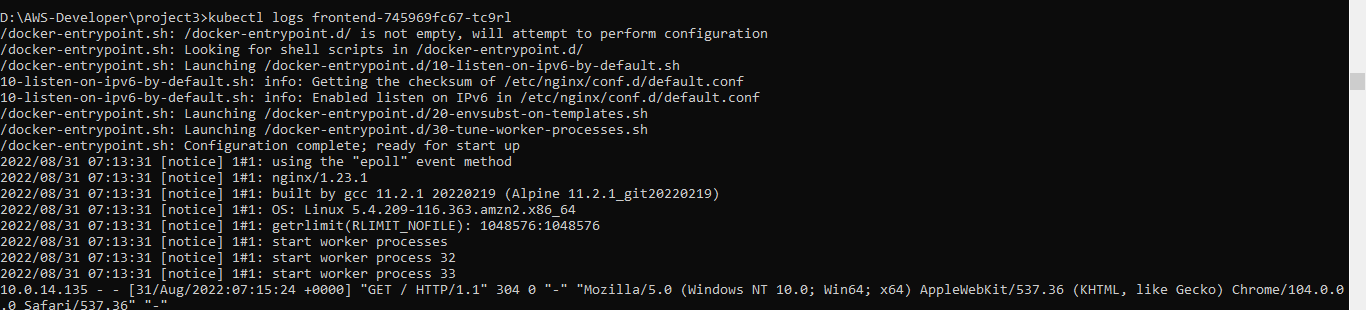 D:\AWS-Developer\project3>kubectl logs frontend-745969fc67-tc9rl
/docker-entrypoint.sh: /docker-entrypoint.d/ is not empty, will attempt to perform configuration
/docker-entrypoint.sh: Looking for shell scripts in /docker-entrypoint.d/
/docker-entrypoint.sh: Launching /docker-entrypoint.d/10-listen-on-ipv6-by-default.sh
10-listen-on-ipv6-by-default.sh: info: Getting the checksum of /etc/nginx/conf.d/default.conf
10-listen-on-ipv6-by-default.sh: info: Enabled listen on IPv6 in /etc/nginx/conf.d/default.conf
/docker-entrypoint.sh: Launching /docker-entrypoint.d/20-envsubst-on-templates.sh
/docker-entrypoint.sh: Launching /docker-entrypoint.d/30-tune-worker-processes.sh
/docker-entrypoint.sh: Configuration complete; ready for start up
2022/08/31 07:13:31 [notice] 1#1: using the "epoll" event method
2022/08/31 07:13:31 [notice] 1#1: nginx/1.23.1
2022/08/31 07:13:31 [notice] 1#1: built by gcc 11.2.1 20220219 (Alpine 11.2.1_git20220219)
2022/08/31 07:13:31 [notice] 1#1: OS: Linux 5.4.209-116.363.amzn2.x86_64
2022/08/31 07:13:31 [notice] 1#1: getrlimit(RLIMIT_NOFILE): 1048576:1048576
2022/08/31 07:13:31 [notice] 1#1: start worker processes
2022/08/31 07:13:31 [notice] 1#1: start worker process 32
2022/08/31 07:13:31 [notice] 1#1: start worker process 33
10.0.14.135 - - [31/Aug/2022:07:15:24 +0000] "GET / HTTP/1.1" 304 0 "-" "Mozilla/5.0 (Windows NT 10.0; Win64; x64) AppleWebKit/537.36 (KHTML, like Gecko) Chrome/104.0.0
.0 Safari/537.36" "-"